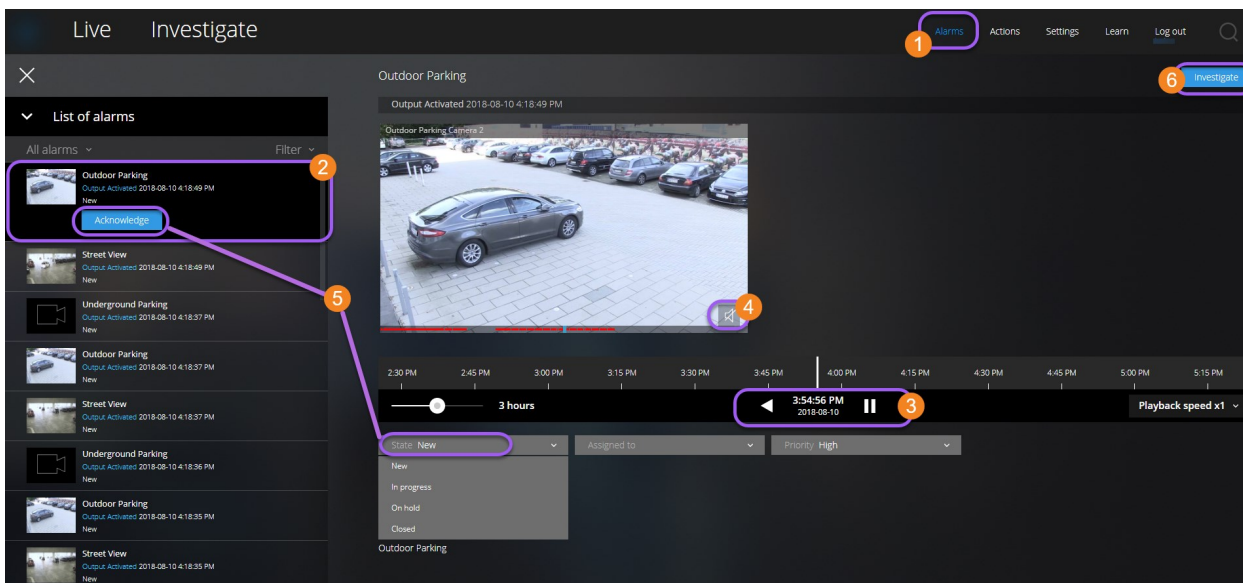 Live Investigate
Alarms Actions Settings Learn Log out
1
Outdoor Parking
Investigate
6
Output Activated 2018-08-10 4:18:49 PM
List of alarms
All alarms
Filter
2
Outdoor Parking
Output Activated 2018-08-10 4:18:49 PM
New
Acknowledge
Street View
Output Activated 2018-08-10 4:18:49 PM
New
Underground Parking
Output Activated 2018-08-10 4:18:37 PM
New
Outdoor Parking
Output Activated 2018-08-10 4:18:37 PM
New
Street View
Output Activated 2018-08-10 4:18:37 PM
New
Underground Parking
Output Activated 2018-08-10 4:18:36 PM
New
Outdoor Parking
Output Activated 2018-08-10 4:18:35 PM
New
Street View
Output Activated 2018-08-10 4:18:35 PM
New
5
Outdoor Parking Camera 2
4
2:30 PM 2:45 PM 3:00 PM 3:15 PM 3:30 PM 3:45 PM 4:00 PM 4:15 PM 4:30 PM 4:45 PM 5:00 PM 5:15 PM
3 hours
3:54:56 PM
2018-08-10
3
Playback speed x1
State New
Assigned to
Priority High
New
In progress
On hold
Closed
Outdoor Parking